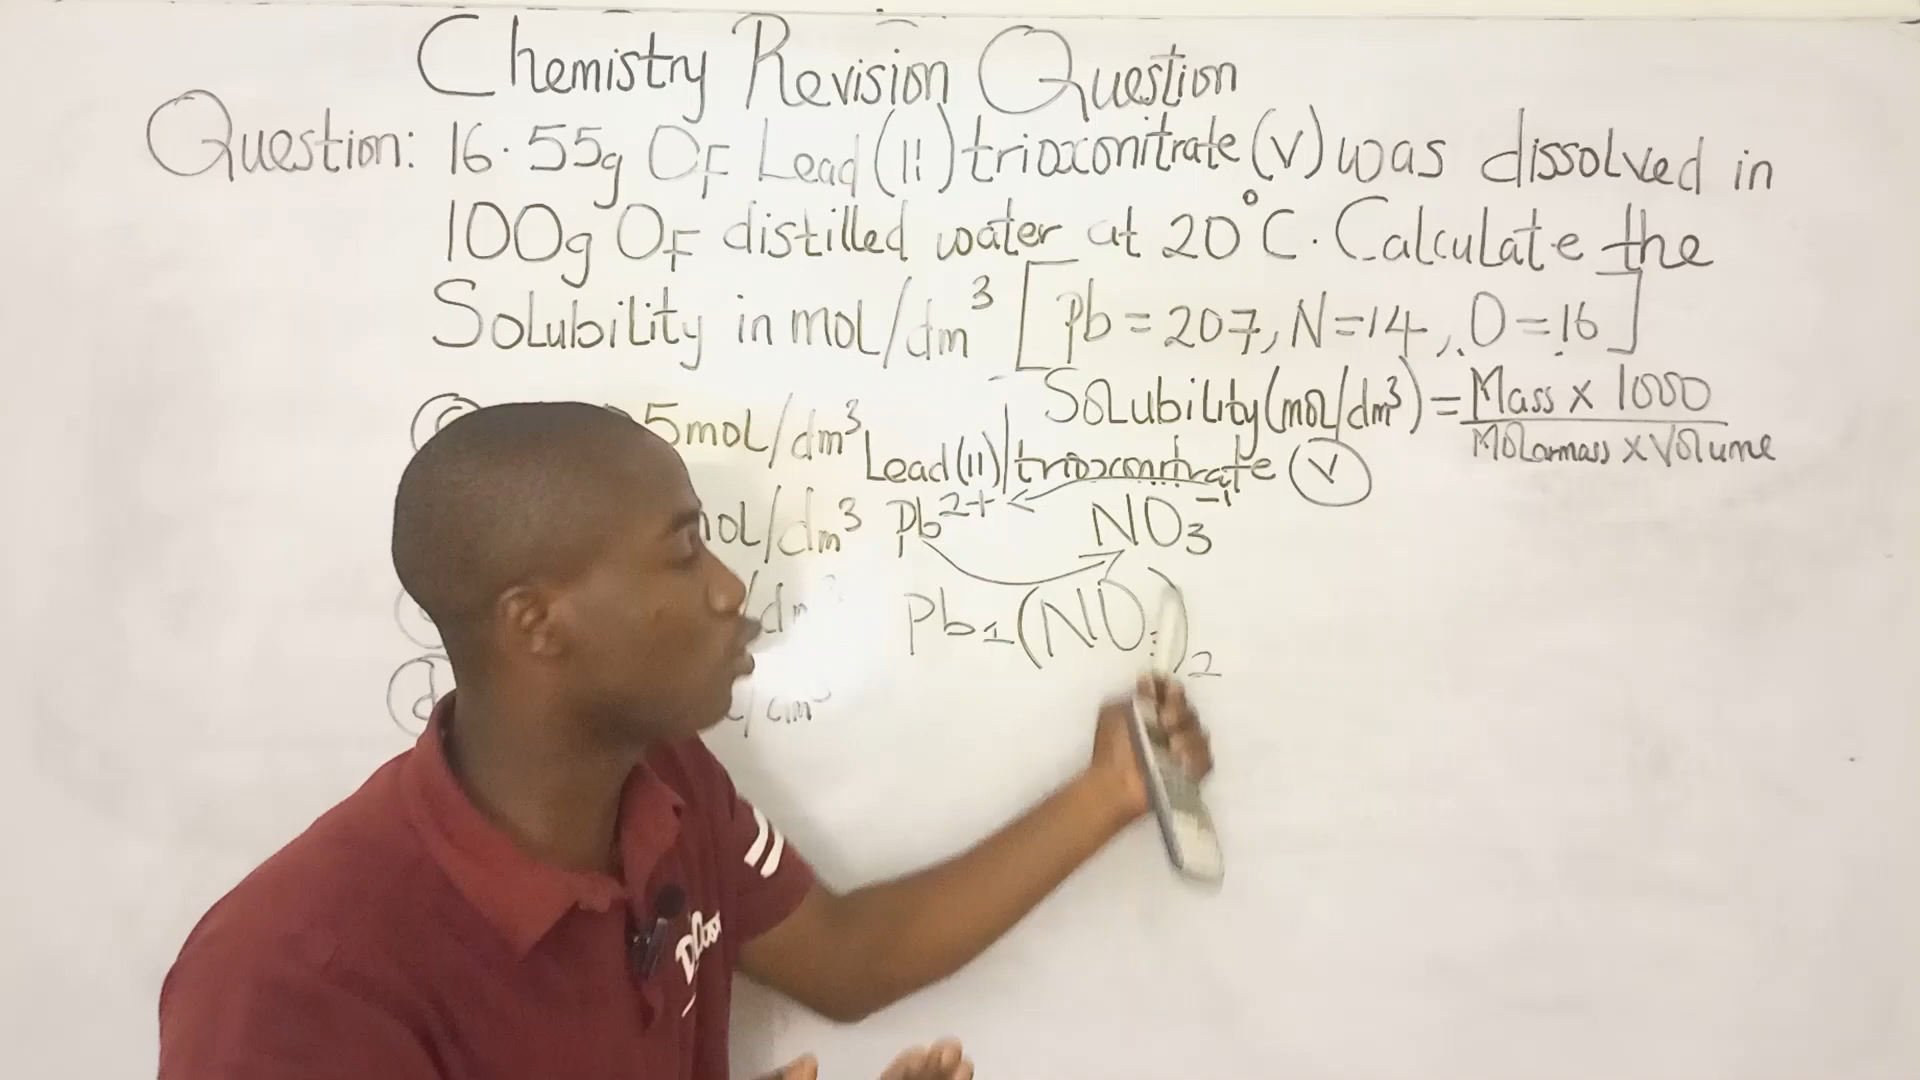 Chemistry Revision Question
Question: 16.55g Of Lead(II)trioxonitrate(V) was dissolved in
100g Of distilled water at 20°C. Calculate the
Solubility in mol/dm³ [Pb=207, N=14, O=16]
Solubility(mol/dm³) = Mass x 1000
Molarmass x Volume
5mol/dm³
Lead(II)|trioxonitrate (V)
mol/dm³
Pb²⁺
NO₃⁻¹
/dm³
Pb₁(NO )₂
d